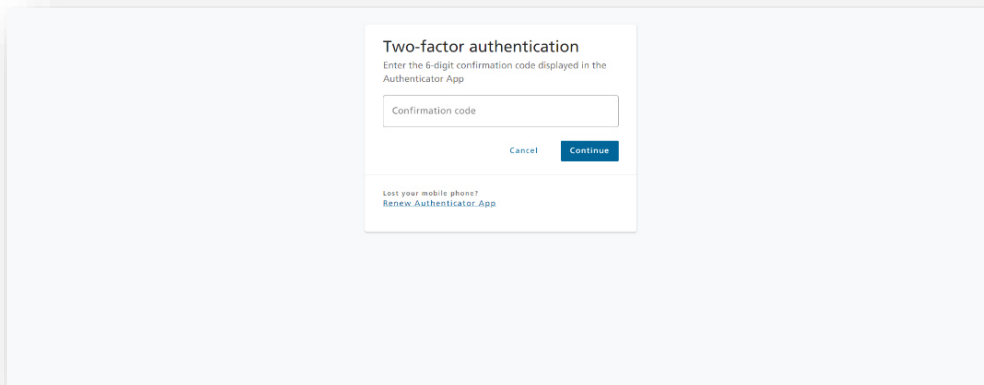 Two-factor authentication
Enter the 6-digit confirmation code displayed in the
Authenticator App
Confirmation code
Cancel
Continue
Lost your mobile phone?
Renew Authenticator App